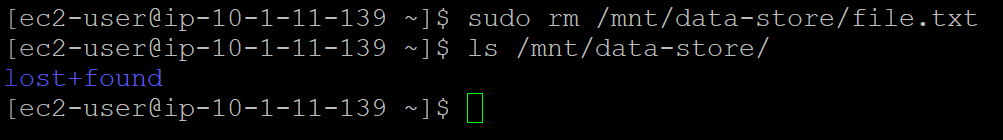 [ec2-user@ip-10-1-11-139 ~]$ sudo rm /mnt/data-store/file.txt
[ec2-user@ip-10-1-11-139 ~]$ ls /mnt/data-store/
lost+found
[ec2-user@ip-10-1-11-139 ~]$